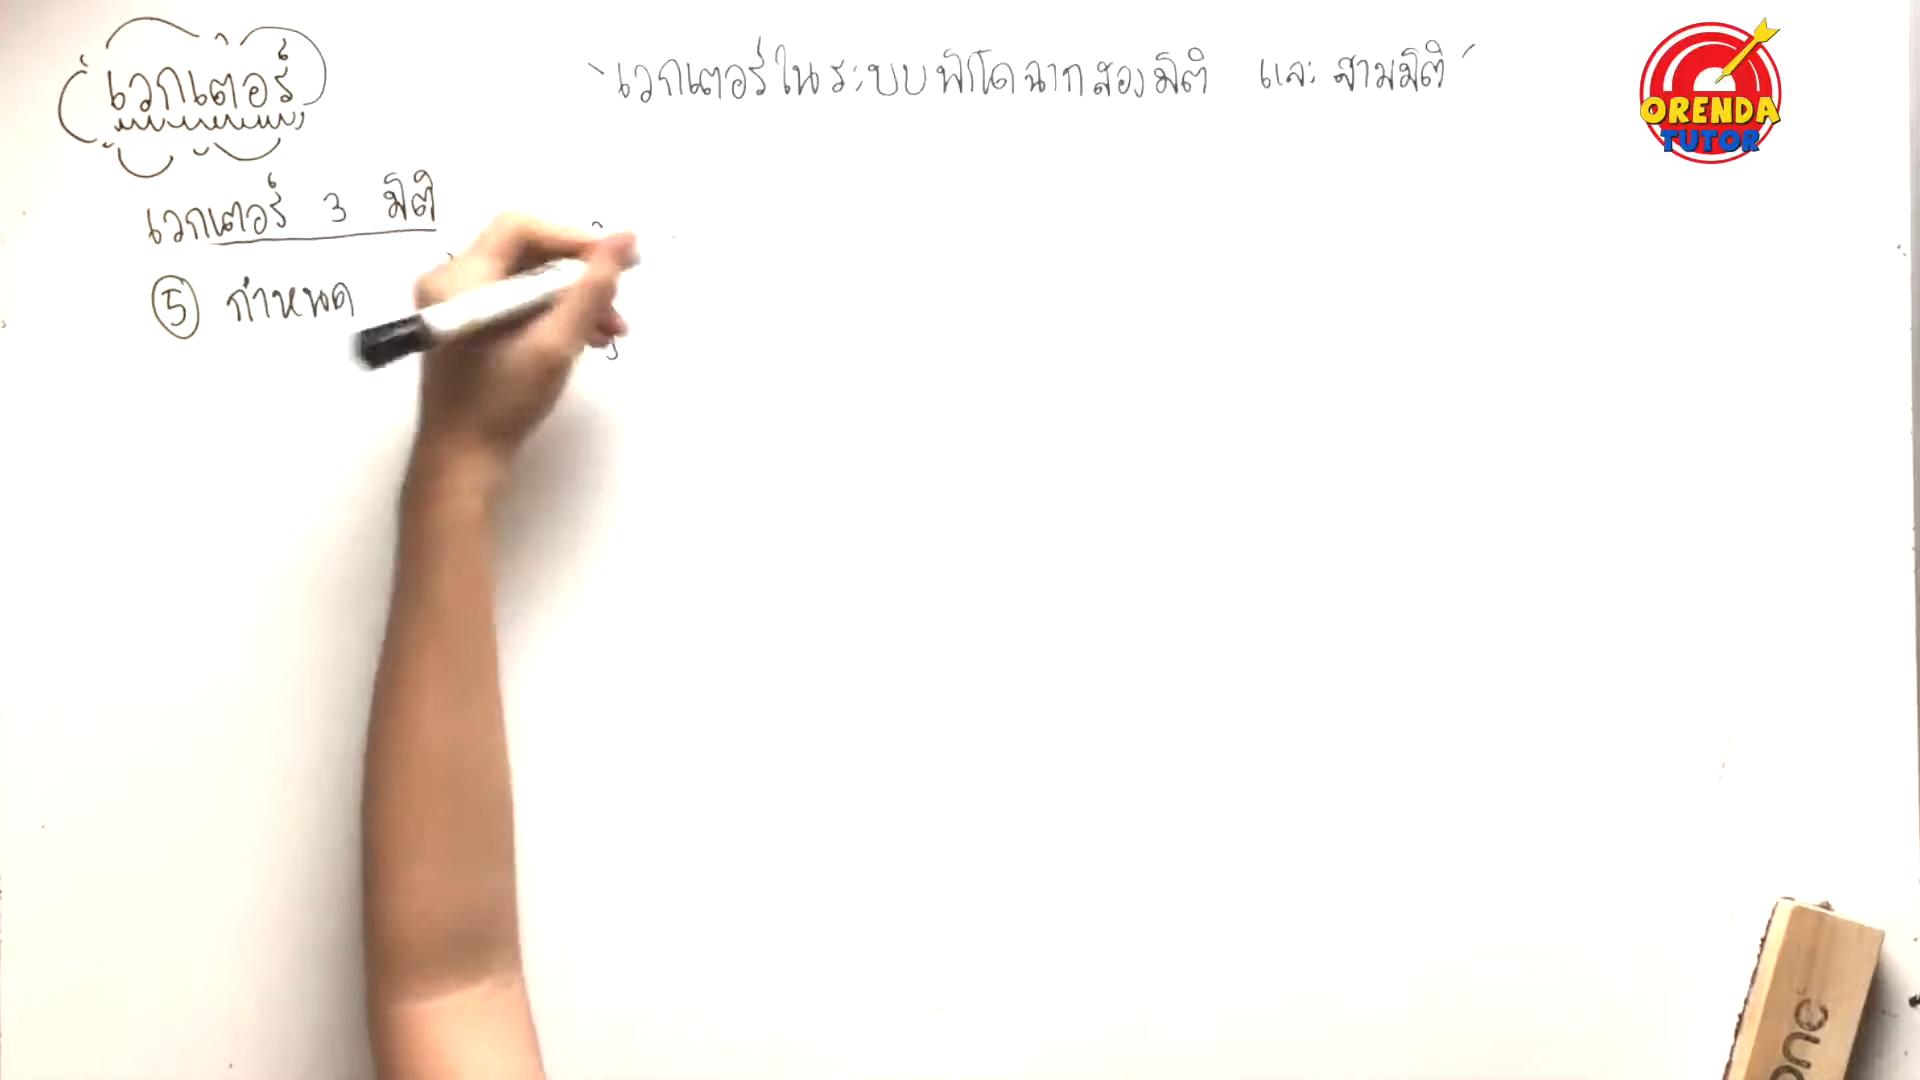 เวกเตอร์
"เวกเตอร์ในระบบพิกัดฉากสองมิติ และ สามมิติ"
ORENDA
TUTOR
เวกเตอร์ 3 มิติ
⑤ กำหนด
one